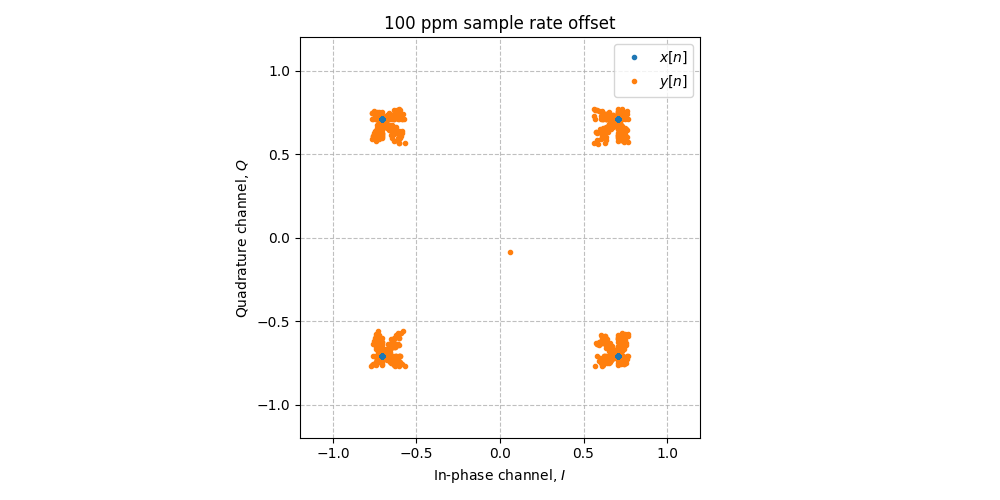 100 ppm sample rate offset
x[n]
y[n]
1.0
0.5
0.0
−0.5
−1.0
Quadrature channel, Q
−1.0
−0.5
0.0
0.5
1.0
In-phase channel, I